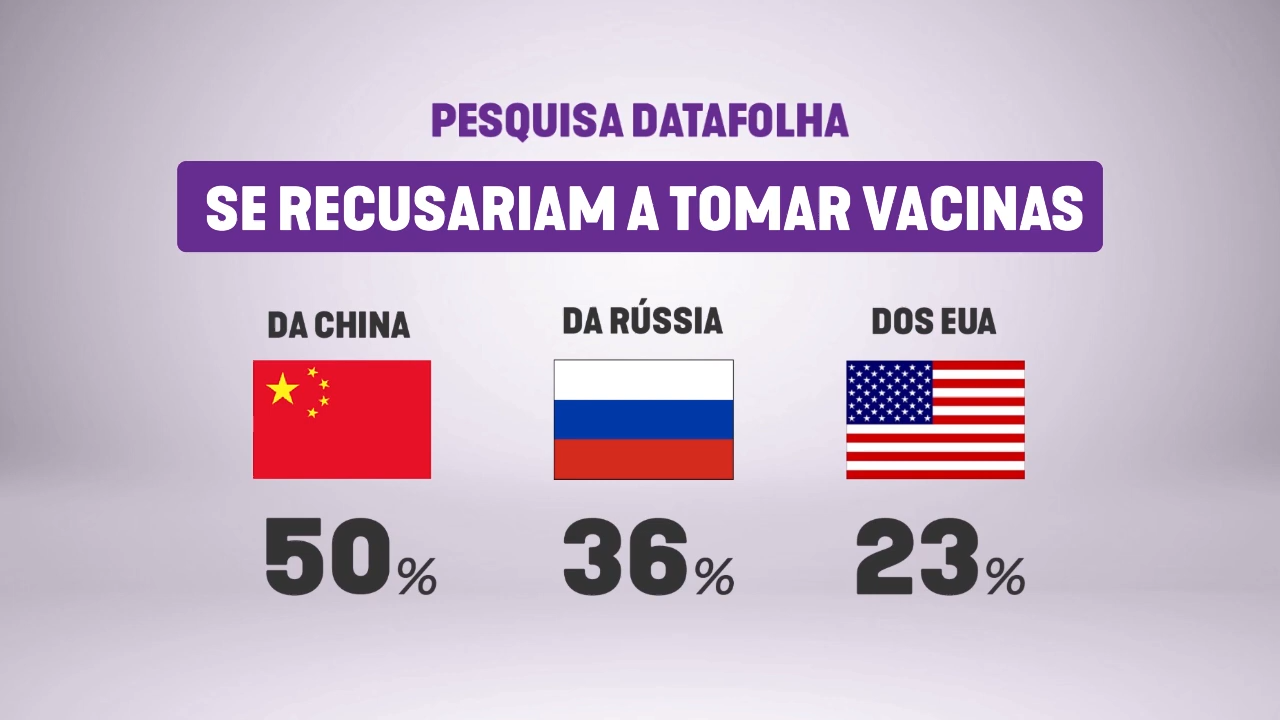 PESQUISA DATAFOLHA
SE RECUSARIAM A TOMAR VACINAS
DA CHINA
DA RÚSSIA
DOS EUA
50%
36%
23%